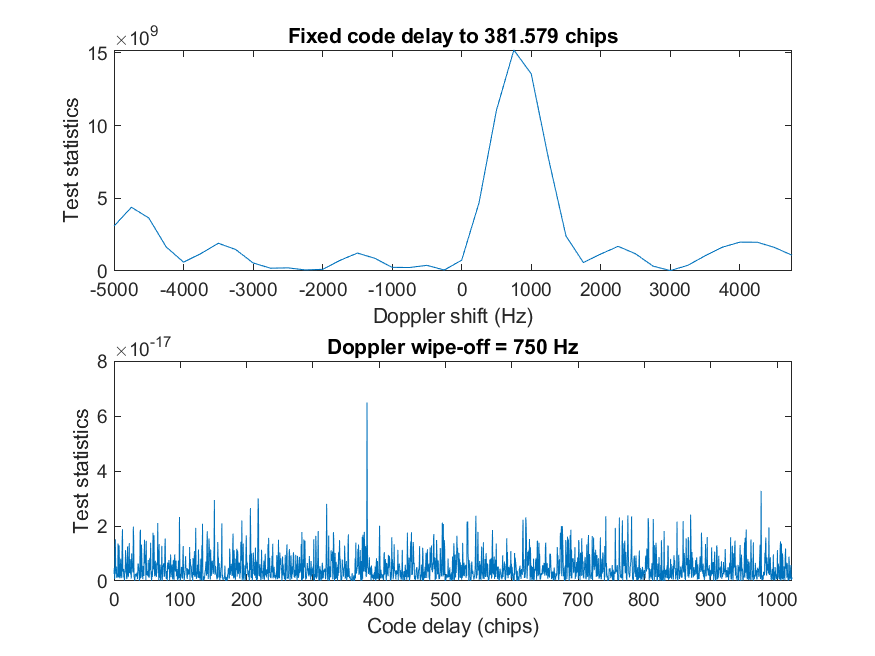 ×10⁹
Fixed code delay to 381.579 chips
15
10
5
0
Test statistics
-5000 -4000 -3000 -2000 -1000 0 1000 2000 3000 4000
Doppler shift (Hz)
×10⁻¹⁷
Doppler wipe-off = 750 Hz
8
6
4
2
0
Test statistics
0 100 200 300 400 500 600 700 800 900 1000
Code delay (chips)